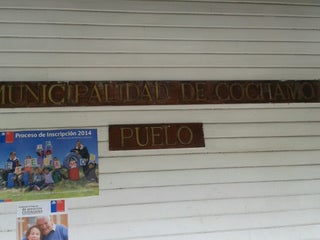 MUNICIPALIDAD DE COCHAMO
PUELO
Proceso de Inscripción 2014